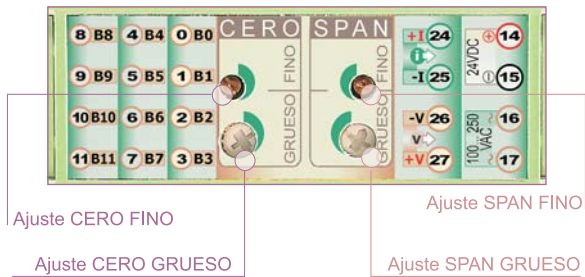 8 B8 4 B4 0 B0 CERO SPAN +I 24 24VDC + 14
9 B9 5 B5 1 B1 FINO FINO i -I 25 - 15
10 B10 6 B6 2 B2 GRUESO GRUESO -V 26 100...250 VAC ~ 16
11 B11 7 B7 3 B3 V +V 27 ~ 17
Ajuste CERO FINO
Ajuste SPAN FINO
Ajuste CERO GRUESO
Ajuste SPAN GRUESO